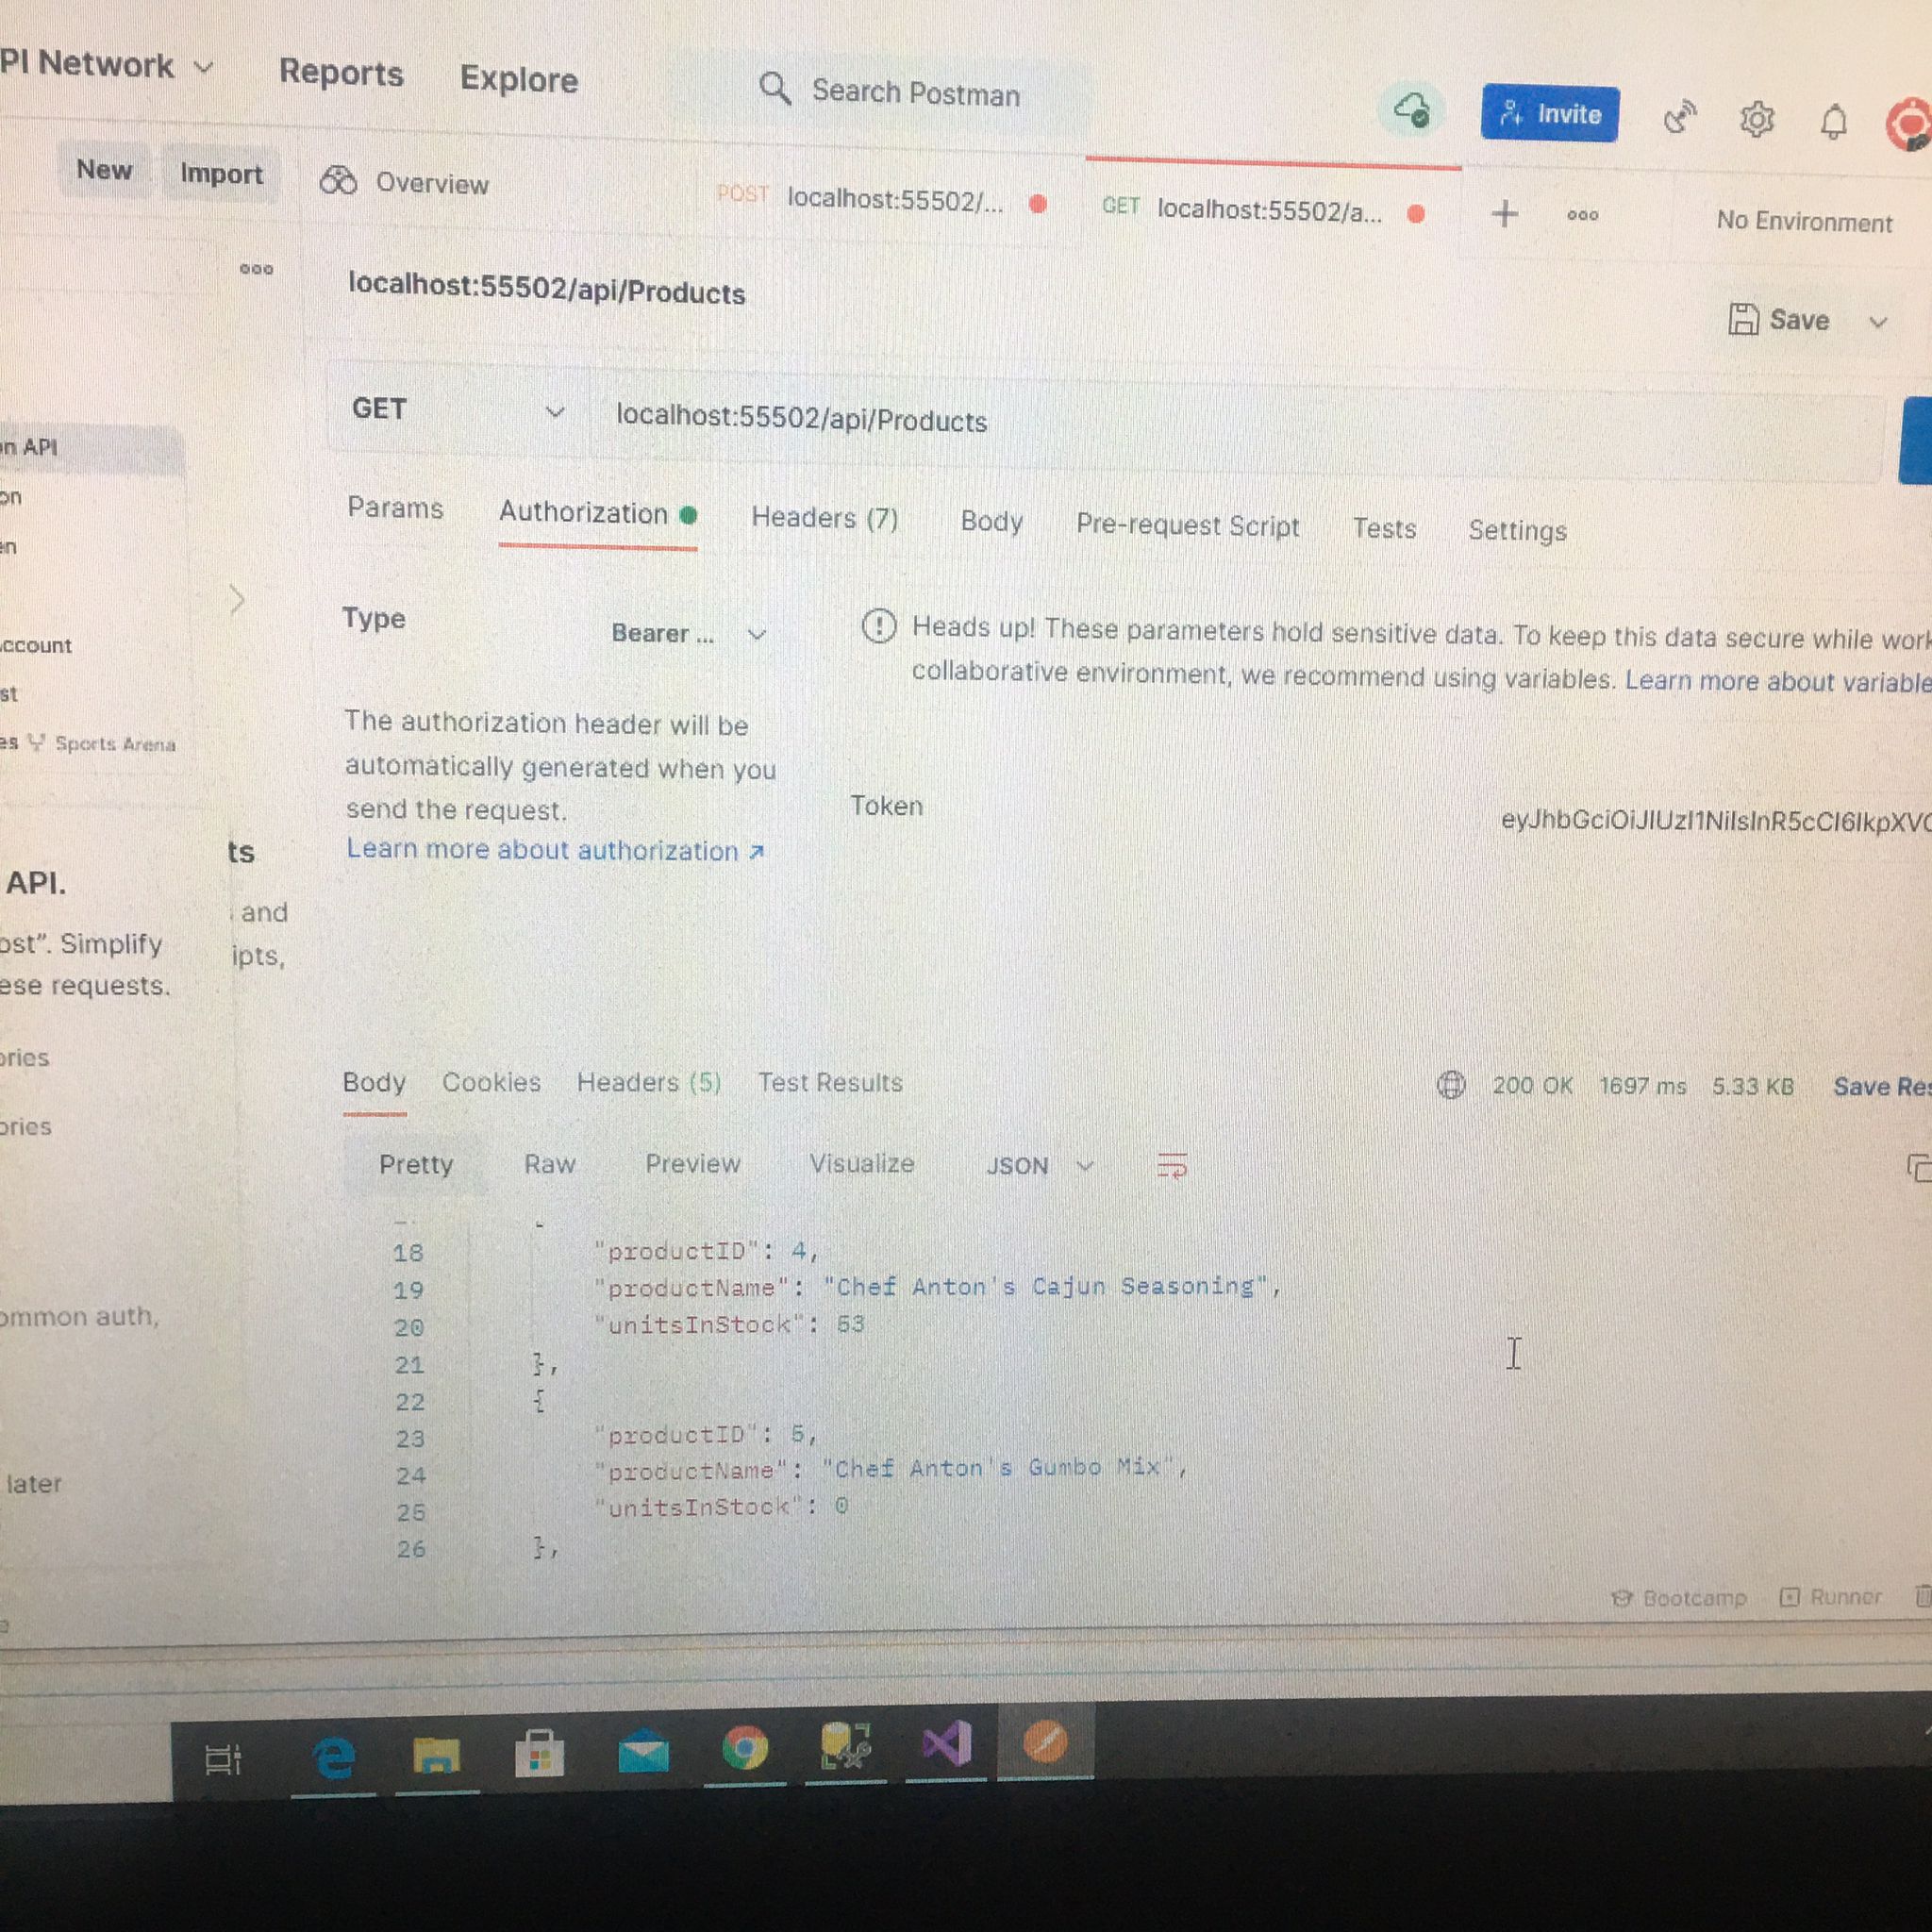 PI Network Reports Explore Search Postman Invite
New Import Overview POST localhost:55502/... GET localhost:55502/a... No Environment
localhost:55502/api/Products
Save
GET localhost:55502/api/Products
n API
on
en
Params Authorization Headers (7) Body Pre-request Script Tests Settings
ccount
st
es Sports Arena
Type Bearer ...
Heads up! These parameters hold sensitive data. To keep this data secure while work
collaborative environment, we recommend using variables. Learn more about variable
The authorization header will be
automatically generated when you
send the request.
Learn more about authorization ↗
Token
ts
API.
and
ost". Simplify
ipts,
ese requests.
ories
ories
ommon auth,
later
Body Cookies Headers (5) Test Results 200 OK 1697 ms 5.33 KB Save Res
Pretty Raw Preview Visualize JSON
18 "productID": 4,
19 "productName": "Chef Anton's Cajun Seasoning",
20 "unitsInStock": 53
21 },
22 {
23 "productID": 5,
24 "productName": "Chef Anton's Gumbo Mix",
25 "unitsInStock": 0
26 },
Bootcamp Runner